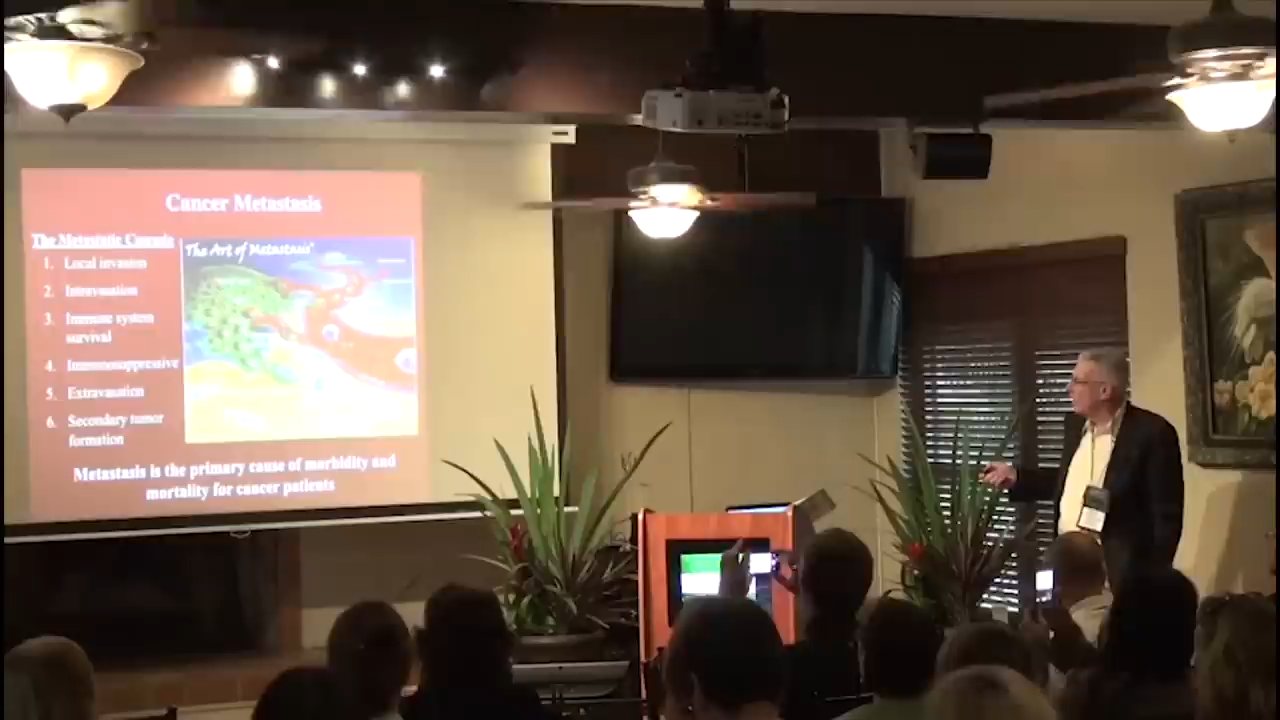 Cancer Metastasis
The Metastatic Cascade
The Art of Metastasis
1. Local invasion
2. Intravasation
3. Immune system
survival
4. Immunosuppressive
5. Extravasation
6. Secondary tumor
formation
Metastasis is the primary cause of morbidity and
mortality for cancer patients